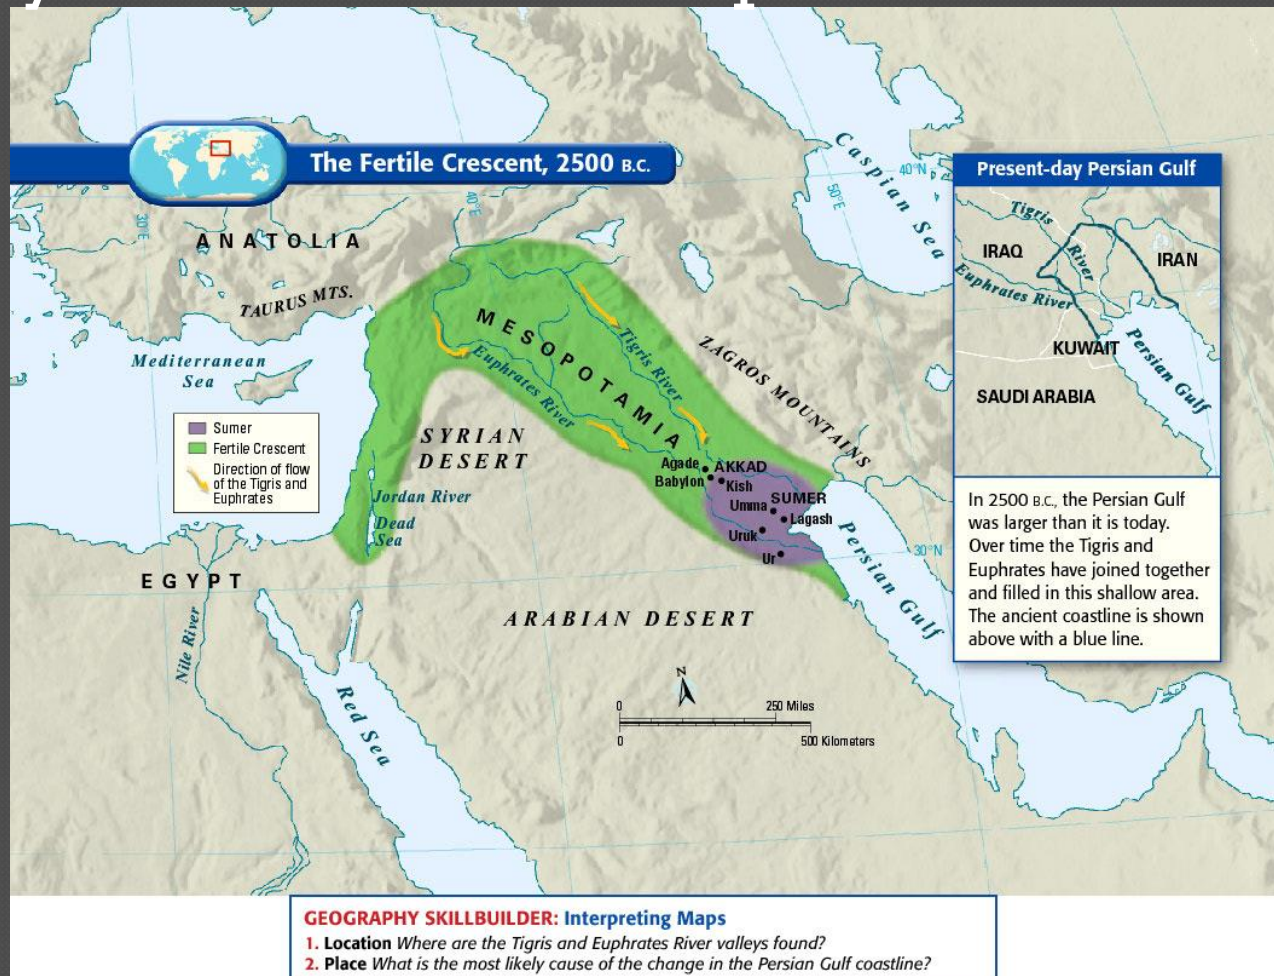 The Fertile Crescent, 2500 B.C.
Caspian Sea
40°N
50°E
40°E
30°E
ANATOLIA
TAURUS MTS.
Mediterranean
Sea
MESOPOTAMIA
Tigris River
Euphrates River
ZAGROS MOUNTAINS
Sumer
Fertile Crescent
Direction of flow
of the Tigris and
Euphrates
SYRIAN
DESERT
Jordan River
Dead
Sea
Agade
AKKAD
Babylon
Kish
SUMER
Umma
Lagash
Uruk
Ur
Persian Gulf
30°N
EGYPT
Nile River
ARABIAN DESERT
Red Sea
N
0
250 Miles
0
500 Kilometers
Present-day Persian Gulf
Tigris
River
IRAQ
IRAN
Euphrates River
KUWAIT
Persian Gulf
SAUDI ARABIA
In 2500 B.C., the Persian Gulf
was larger than it is today.
Over time the Tigris and
Euphrates have joined together
and filled in this shallow area.
The ancient coastline is shown
above with a blue line.
GEOGRAPHY SKILLBUILDER: Interpreting Maps
1. Location Where are the Tigris and Euphrates River valleys found?
2. Place What is the most likely cause of the change in the Persian Gulf coastline?